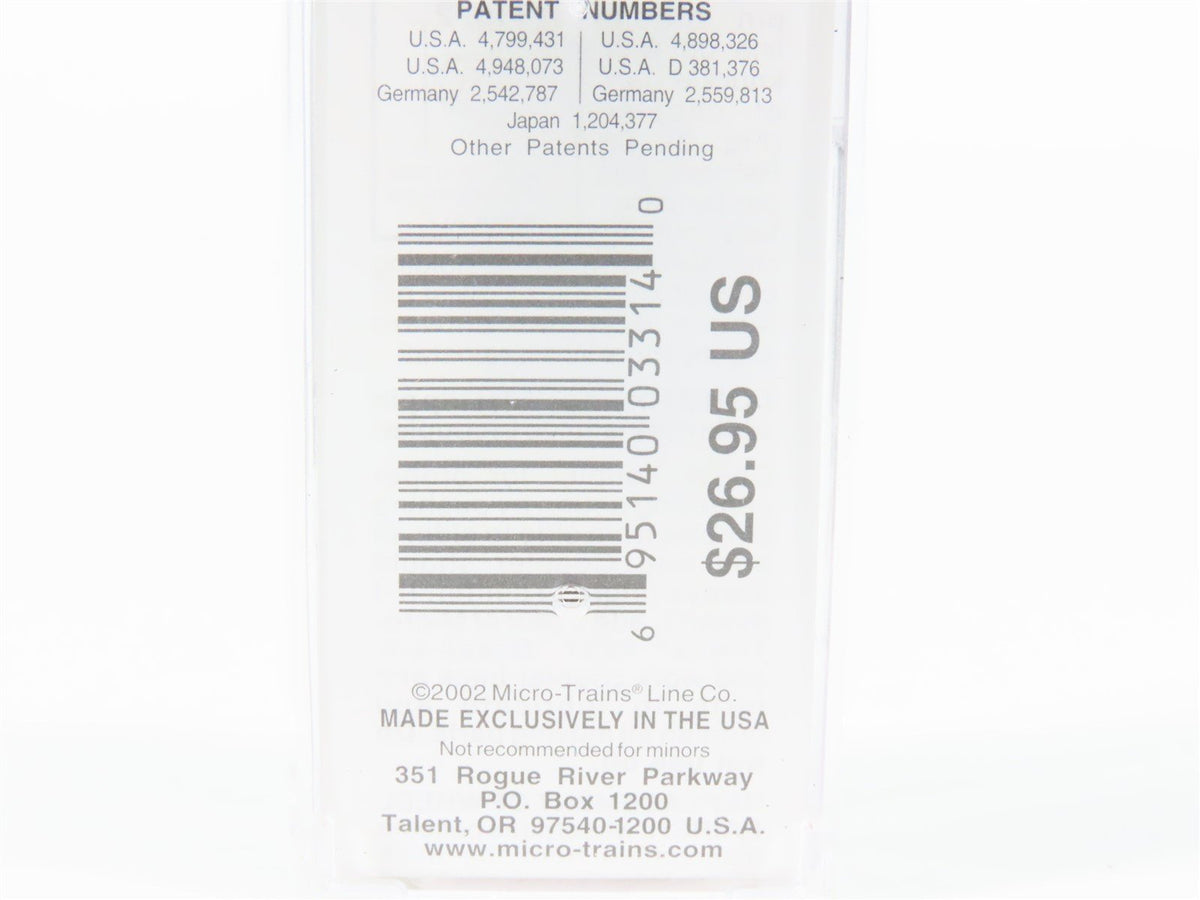 PATENT NUMBERS
U.S.A. 4,799,431 | U.S.A. 4,898,326
U.S.A. 4,948,073 | U.S.A. D 381,376
Germany 2,542,787 | Germany 2,559,813
Japan 1,204,377
Other Patents Pending
6 95140 03314 0
$26.95 US
©2002 Micro-Trains® Line Co.
MADE EXCLUSIVELY IN THE USA
Not recommended for minors
351 Rogue River Parkway
P.O. Box 1200
Talent, OR 97540-1200 U.S.A.
www.micro-trains.com